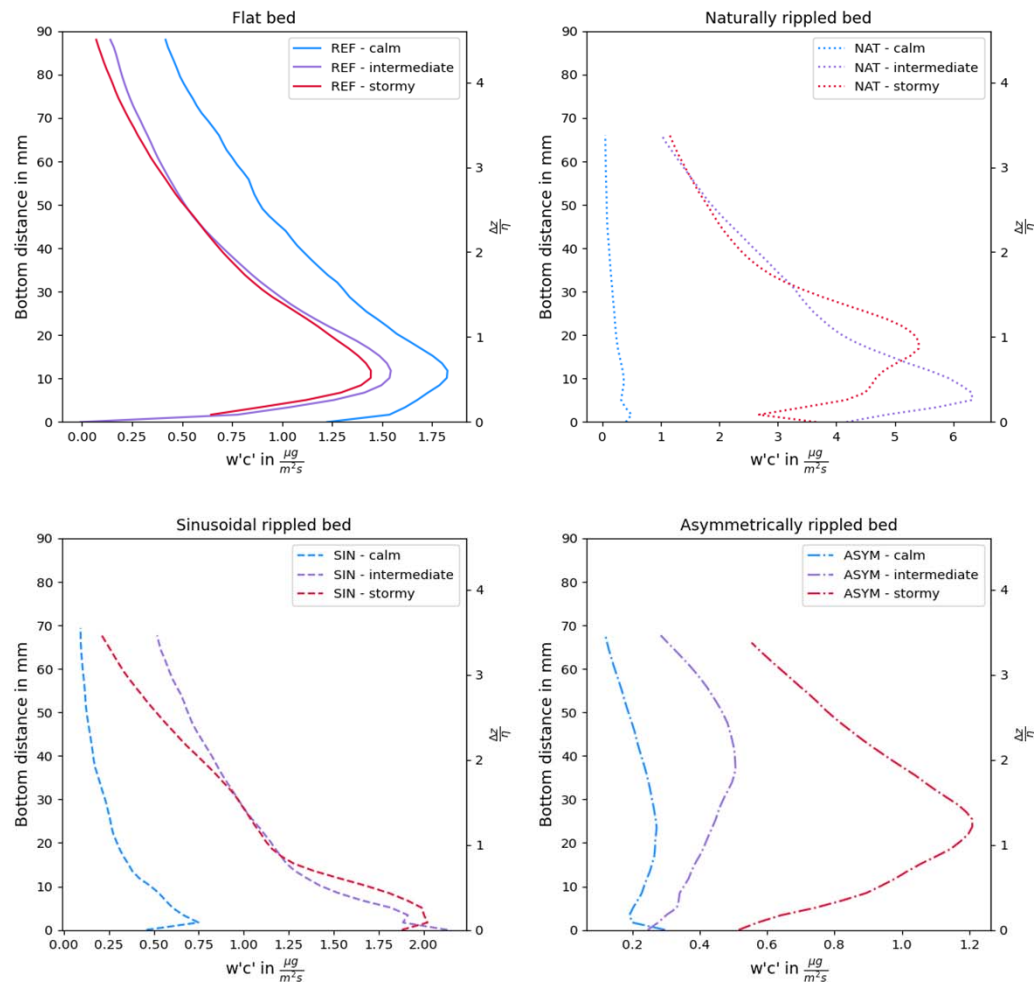 Flat bed
90
80
70
60
50
40
30
20
10
0
Bottom distance in mm
REF - calm
REF - intermediate
REF - stormy
4
3
2
1
0
Δz/η
0.00 0.25 0.50 0.75 1.00 1.25 1.50 1.75
w'c' in μg/m²s
Naturally rippled bed
90
80
70
60
50
40
30
20
10
0
Bottom distance in mm
NAT - calm
NAT - intermediate
NAT - stormy
4
3
2
1
0
Δz/η
0 1 2 3 4 5 6
w'c' in μg/m²s
Sinusoidal rippled bed
90
80
70
60
50
40
30
20
10
0
Bottom distance in mm
SIN - calm
SIN - intermediate
SIN - stormy
4
3
2
1
0
Δz/η
0.00 0.25 0.50 0.75 1.00 1.25 1.50 1.75 2.00
w'c' in μg/m²s
Asymmetrically rippled bed
90
80
70
60
50
40
30
20
10
0
Bottom distance in mm
ASYM - calm
ASYM - intermediate
ASYM - stormy
4
3
2
1
0
Δz/η
0.2 0.4 0.6 0.8 1.0 1.2
w'c' in μg/m²s